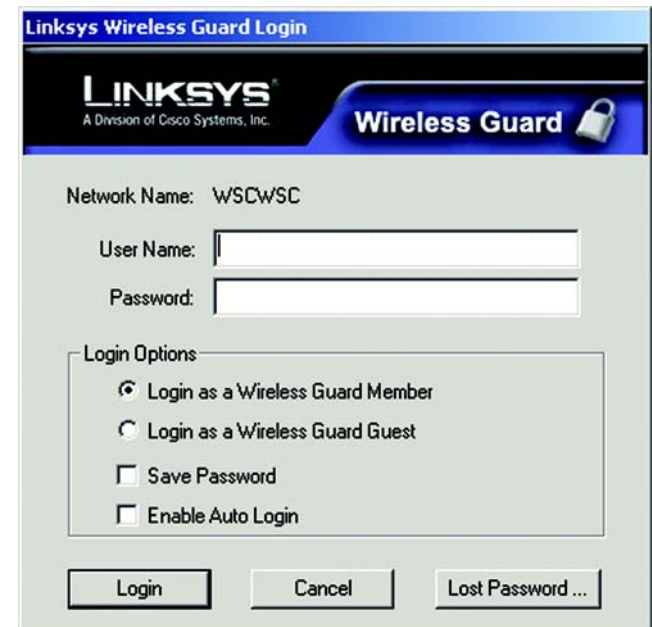 Linksys Wireless Guard Login
LINKSYS®
A Division of Cisco Systems, Inc.
Wireless Guard
Network Name: WSCWSC
User Name:
Password:
Login Options
Login as a Wireless Guard Member
Login as a Wireless Guard Guest
Save Password
Enable Auto Login
Login Cancel Lost Password ...